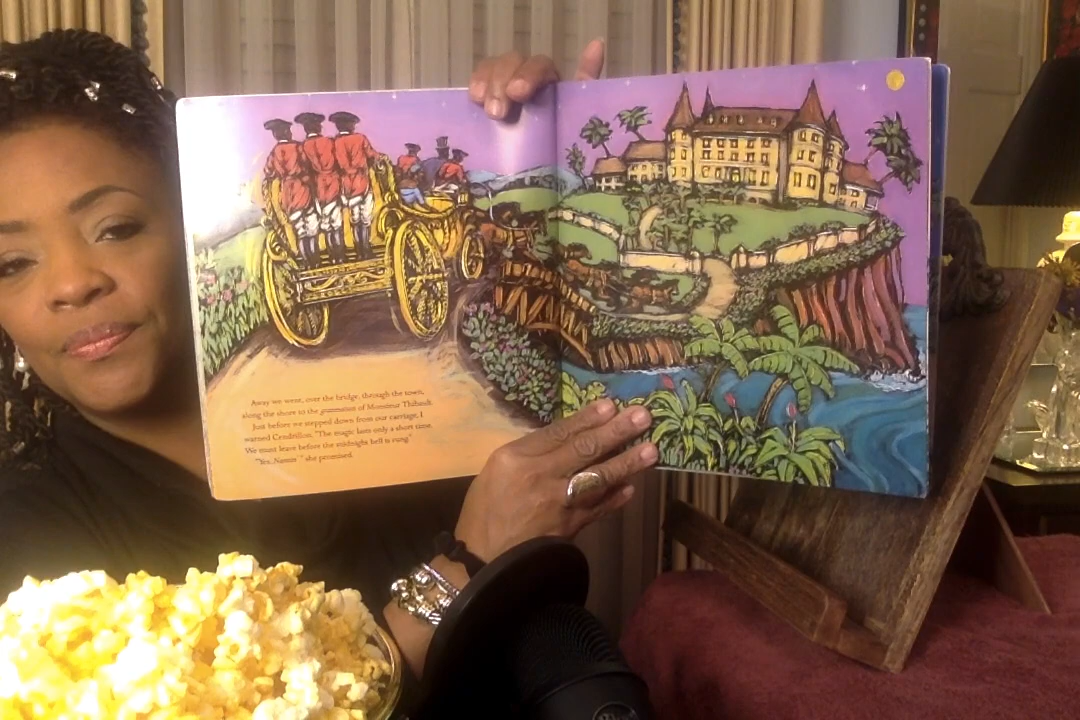 Away we went, over the bridge, through the town,
along the shore to the mansion of Monsieur Thibault.
Just before we stepped down from our carriage, I
warned Cendrillon, "The magic lasts only a short time.
We must leave before the midnight bell is rung."
"Yes, Nannin'," she promised.